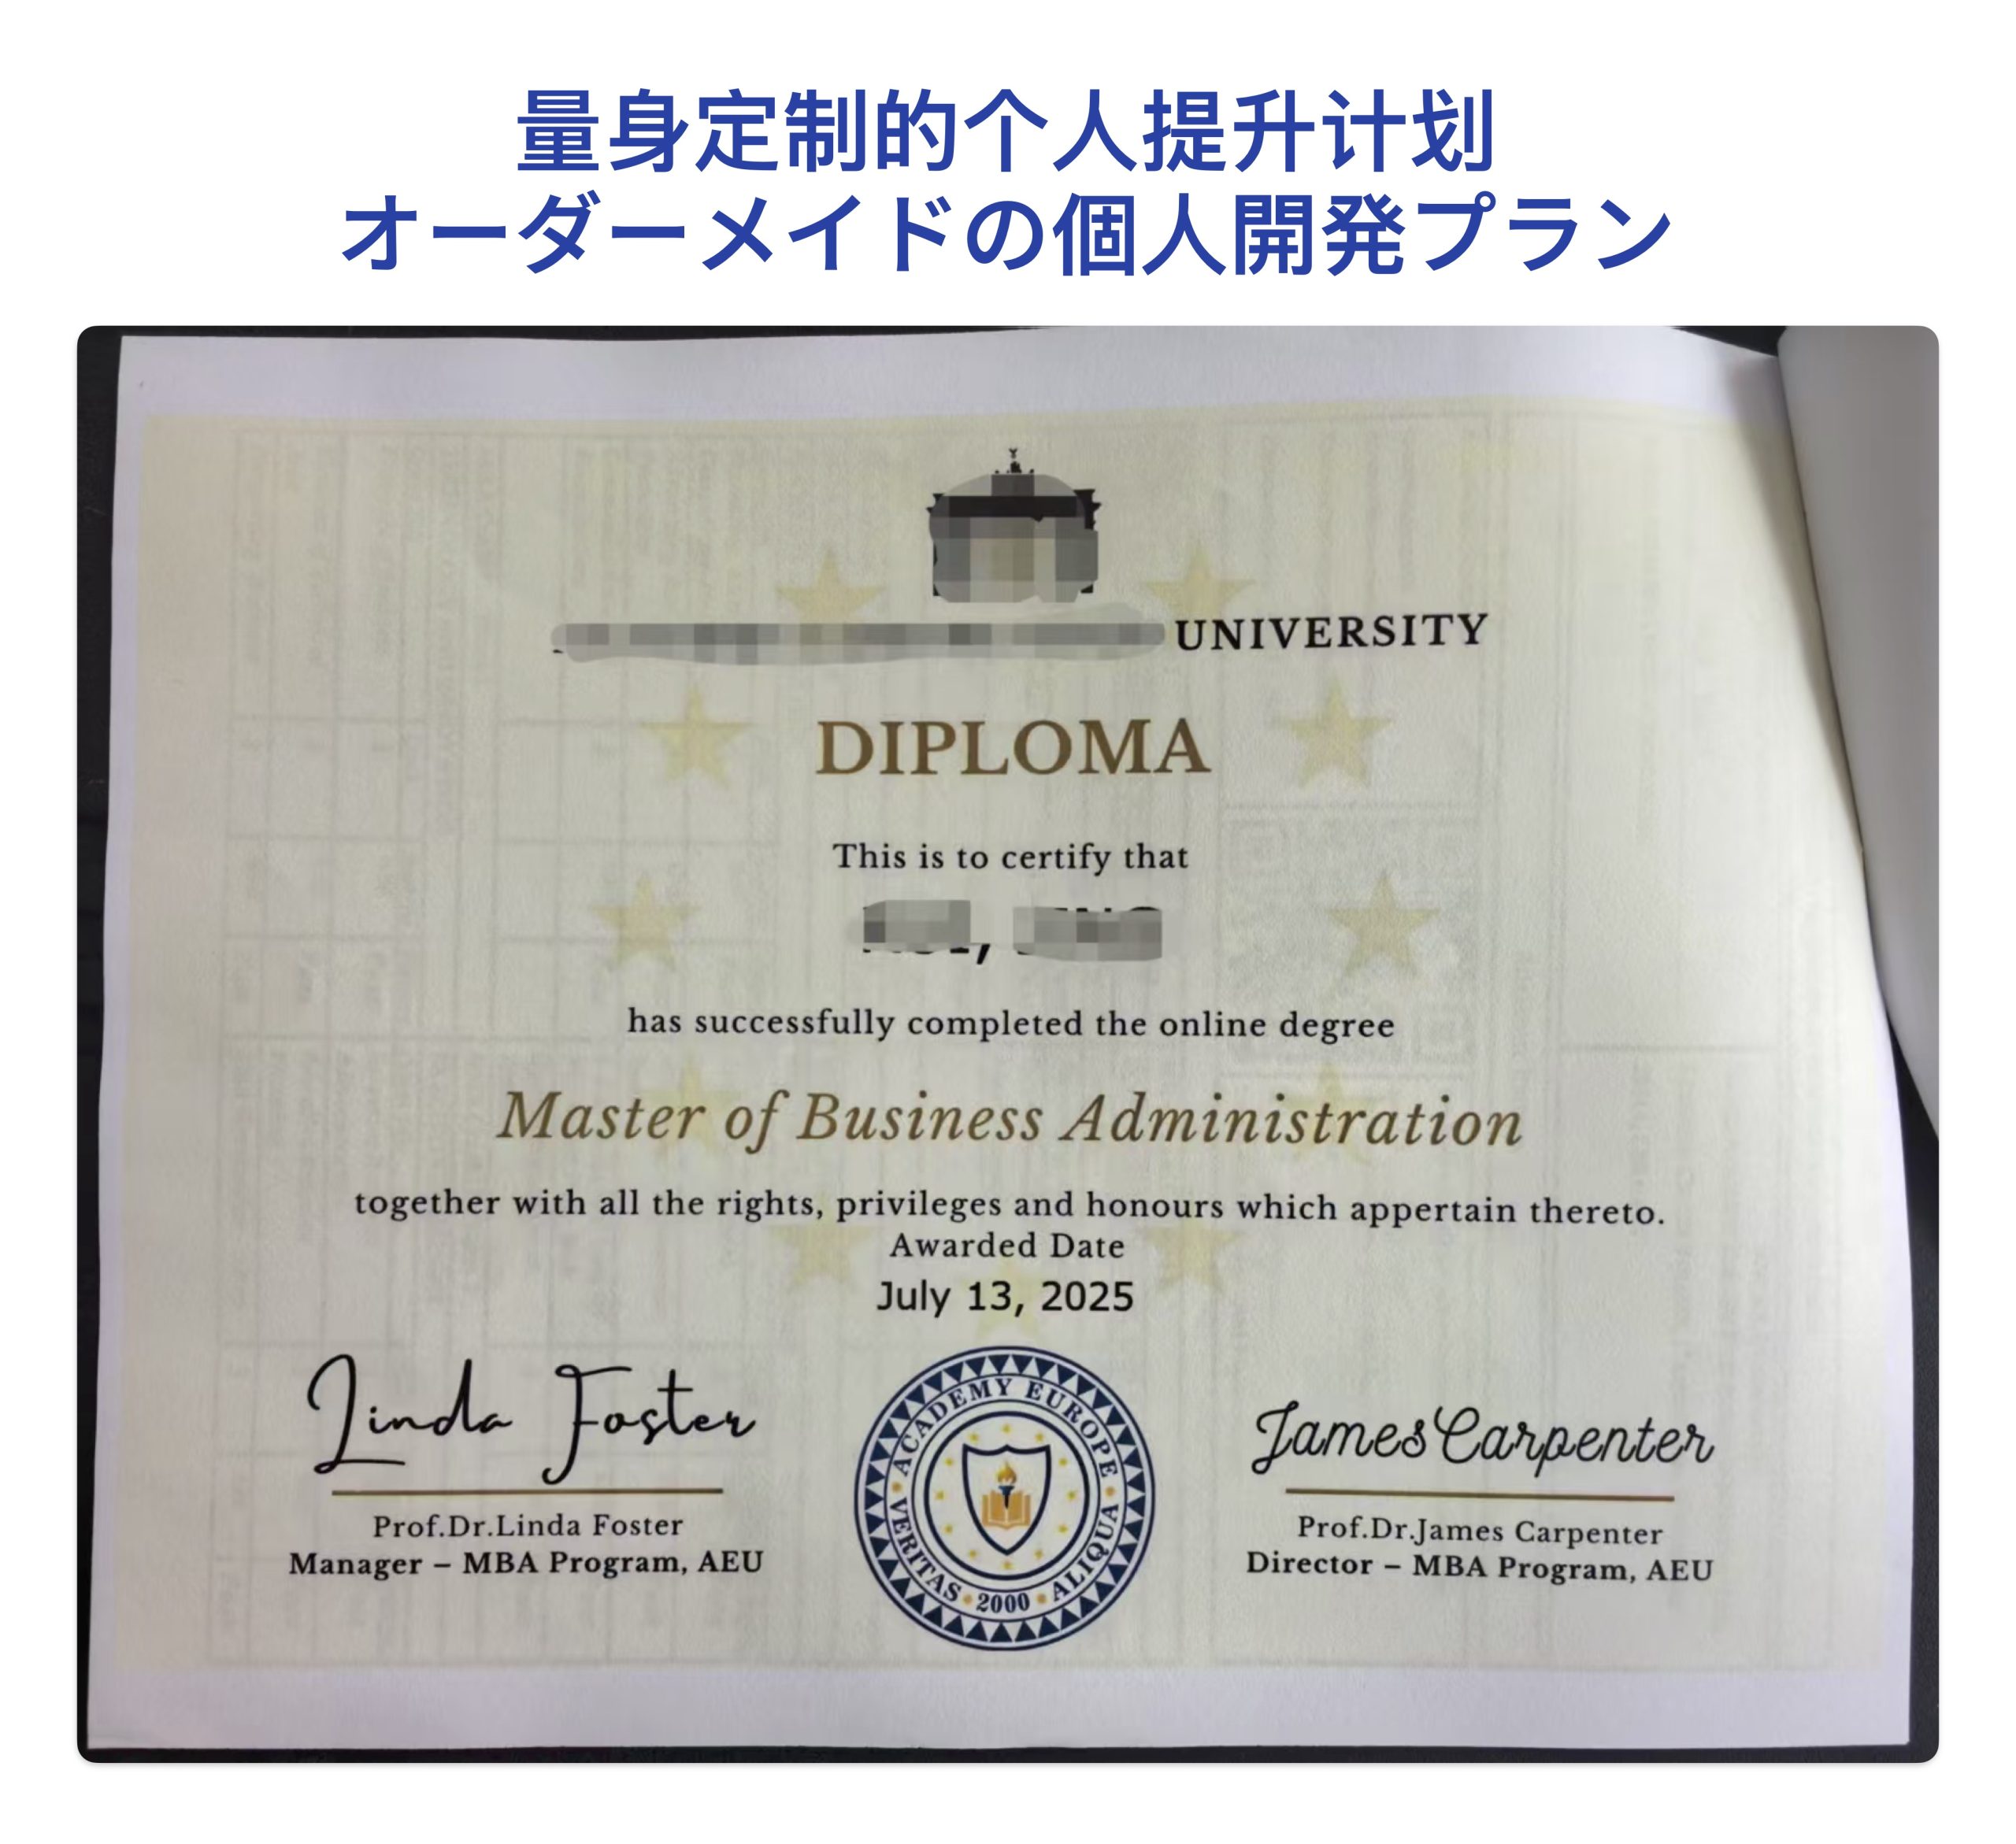 量身定制的个人提升计划
オーダーメイドの個人開発プラン
UNIVERSITY
DIPLOMA
This is to certify that
has successfully completed the online degree
Master of Business Administration
together with all the rights, privileges and honours which appertain thereto.
Awarded Date
July 13, 2025
Linda Foster
Prof.Dr.Linda Foster
Manager – MBA Program, AEU
ACADEMY EUROPE
VERITAS · 2000 · ALIQUA
James Carpenter
Prof.Dr.James Carpenter
Director – MBA Program, AEU